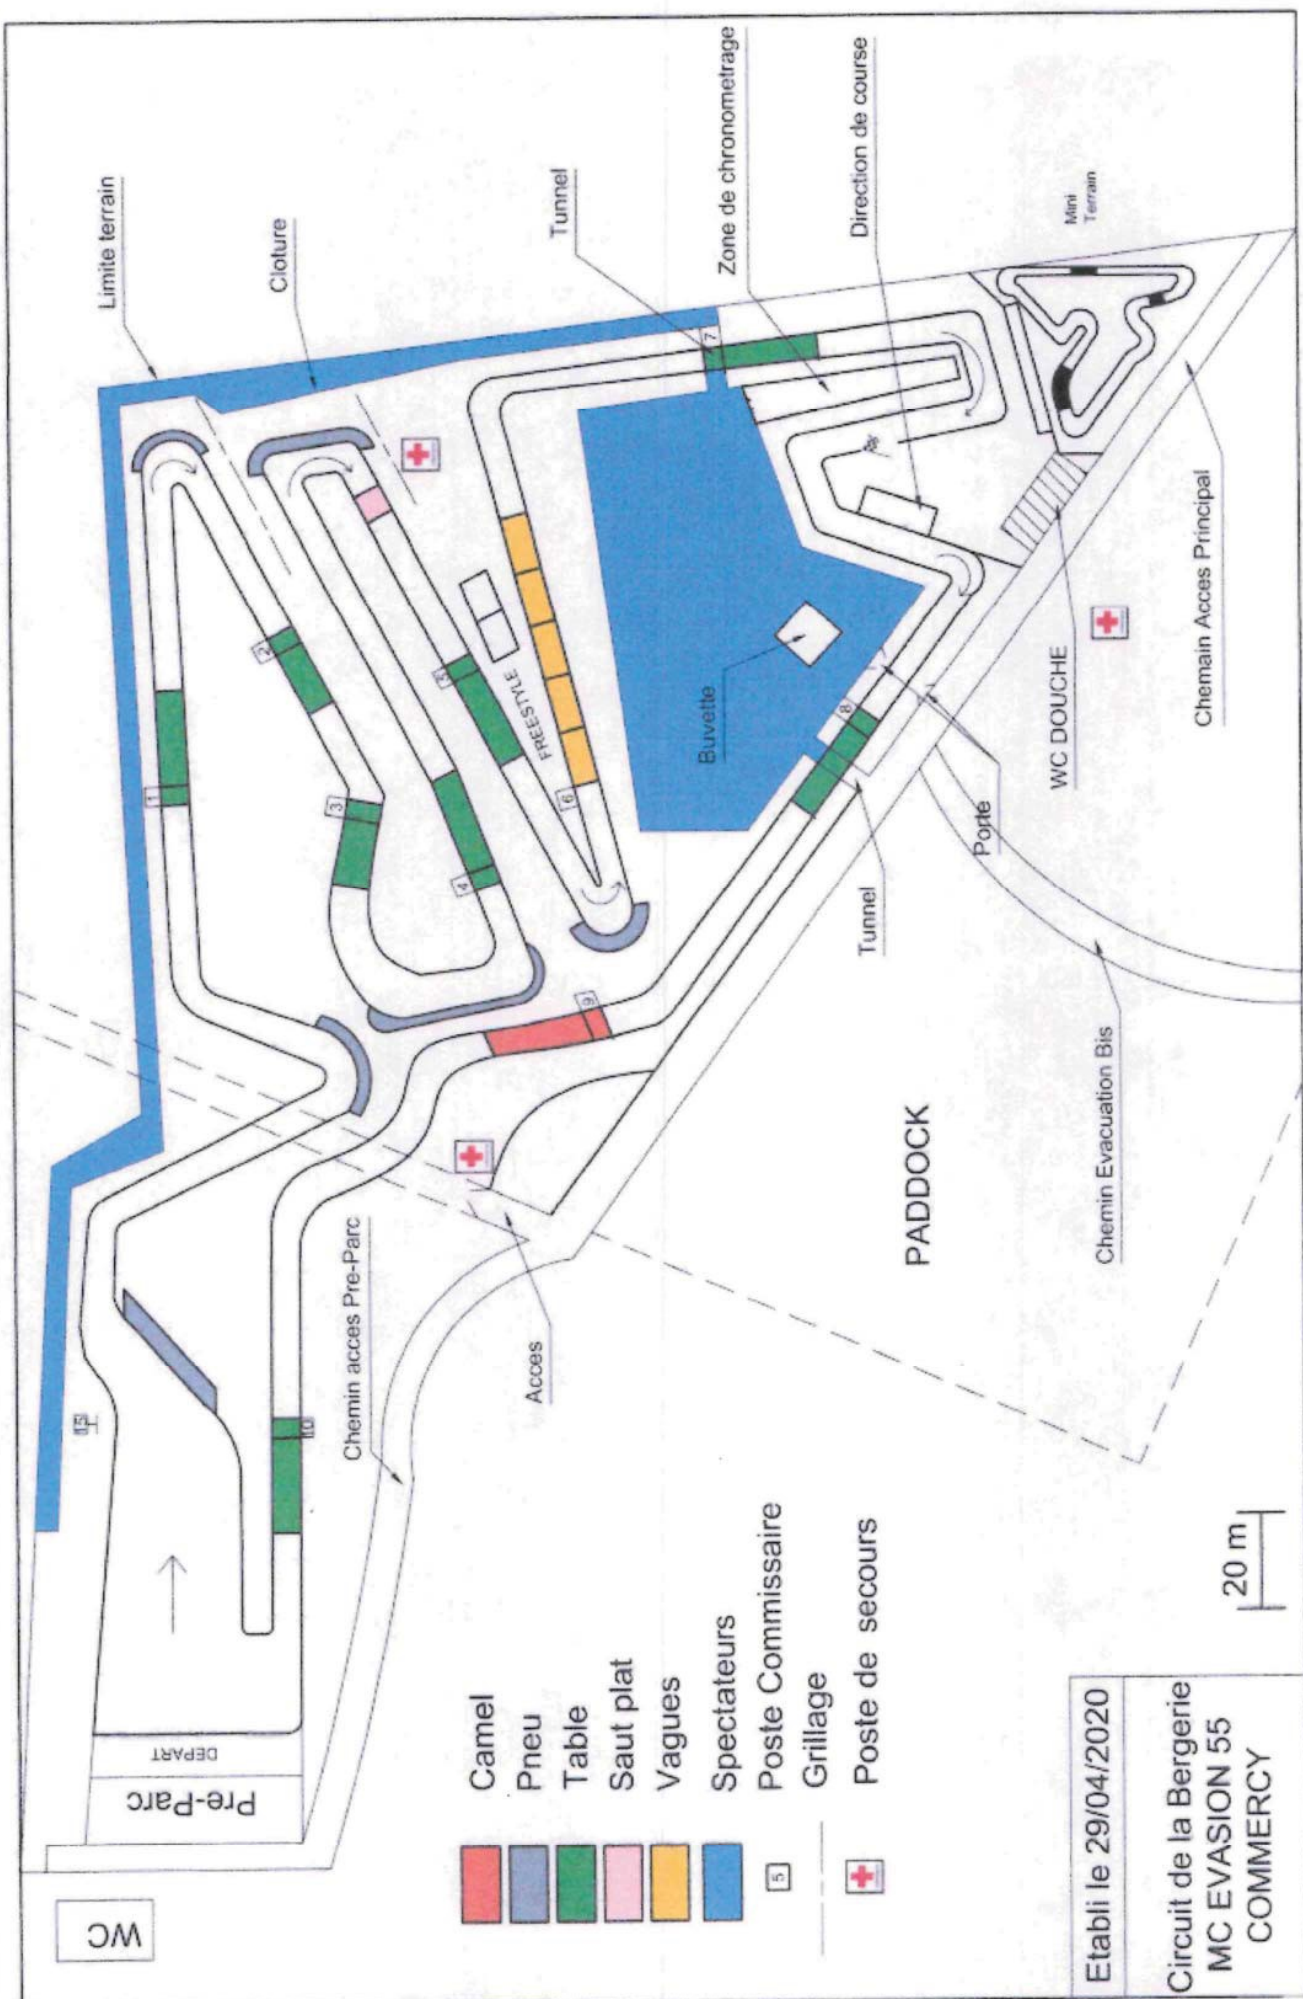 WC
Pre-Parc
DEPART
15
Limite terrain
Cloture
Tunnel
Zone de chronometrage
Direction de course
Mini
Terrain
1
2
3
4
5
6
7
8
9
10
FREESTYLE
Buvette
Chemain Acces Principal
WC DOUCHE
Porte
Tunnel
Chemin Evacuation Bis
PADDOCK
Chemin acces Pre-Parc
Acces
Camel
Pneu
Table
Saut plat
Vagues
Spectateurs
5
Poste Commissaire
Grillage
Poste de secours
20 m
Etabli le 29/04/2020
Circuit de la Bergerie
MC EVASION 55
COMMERCY